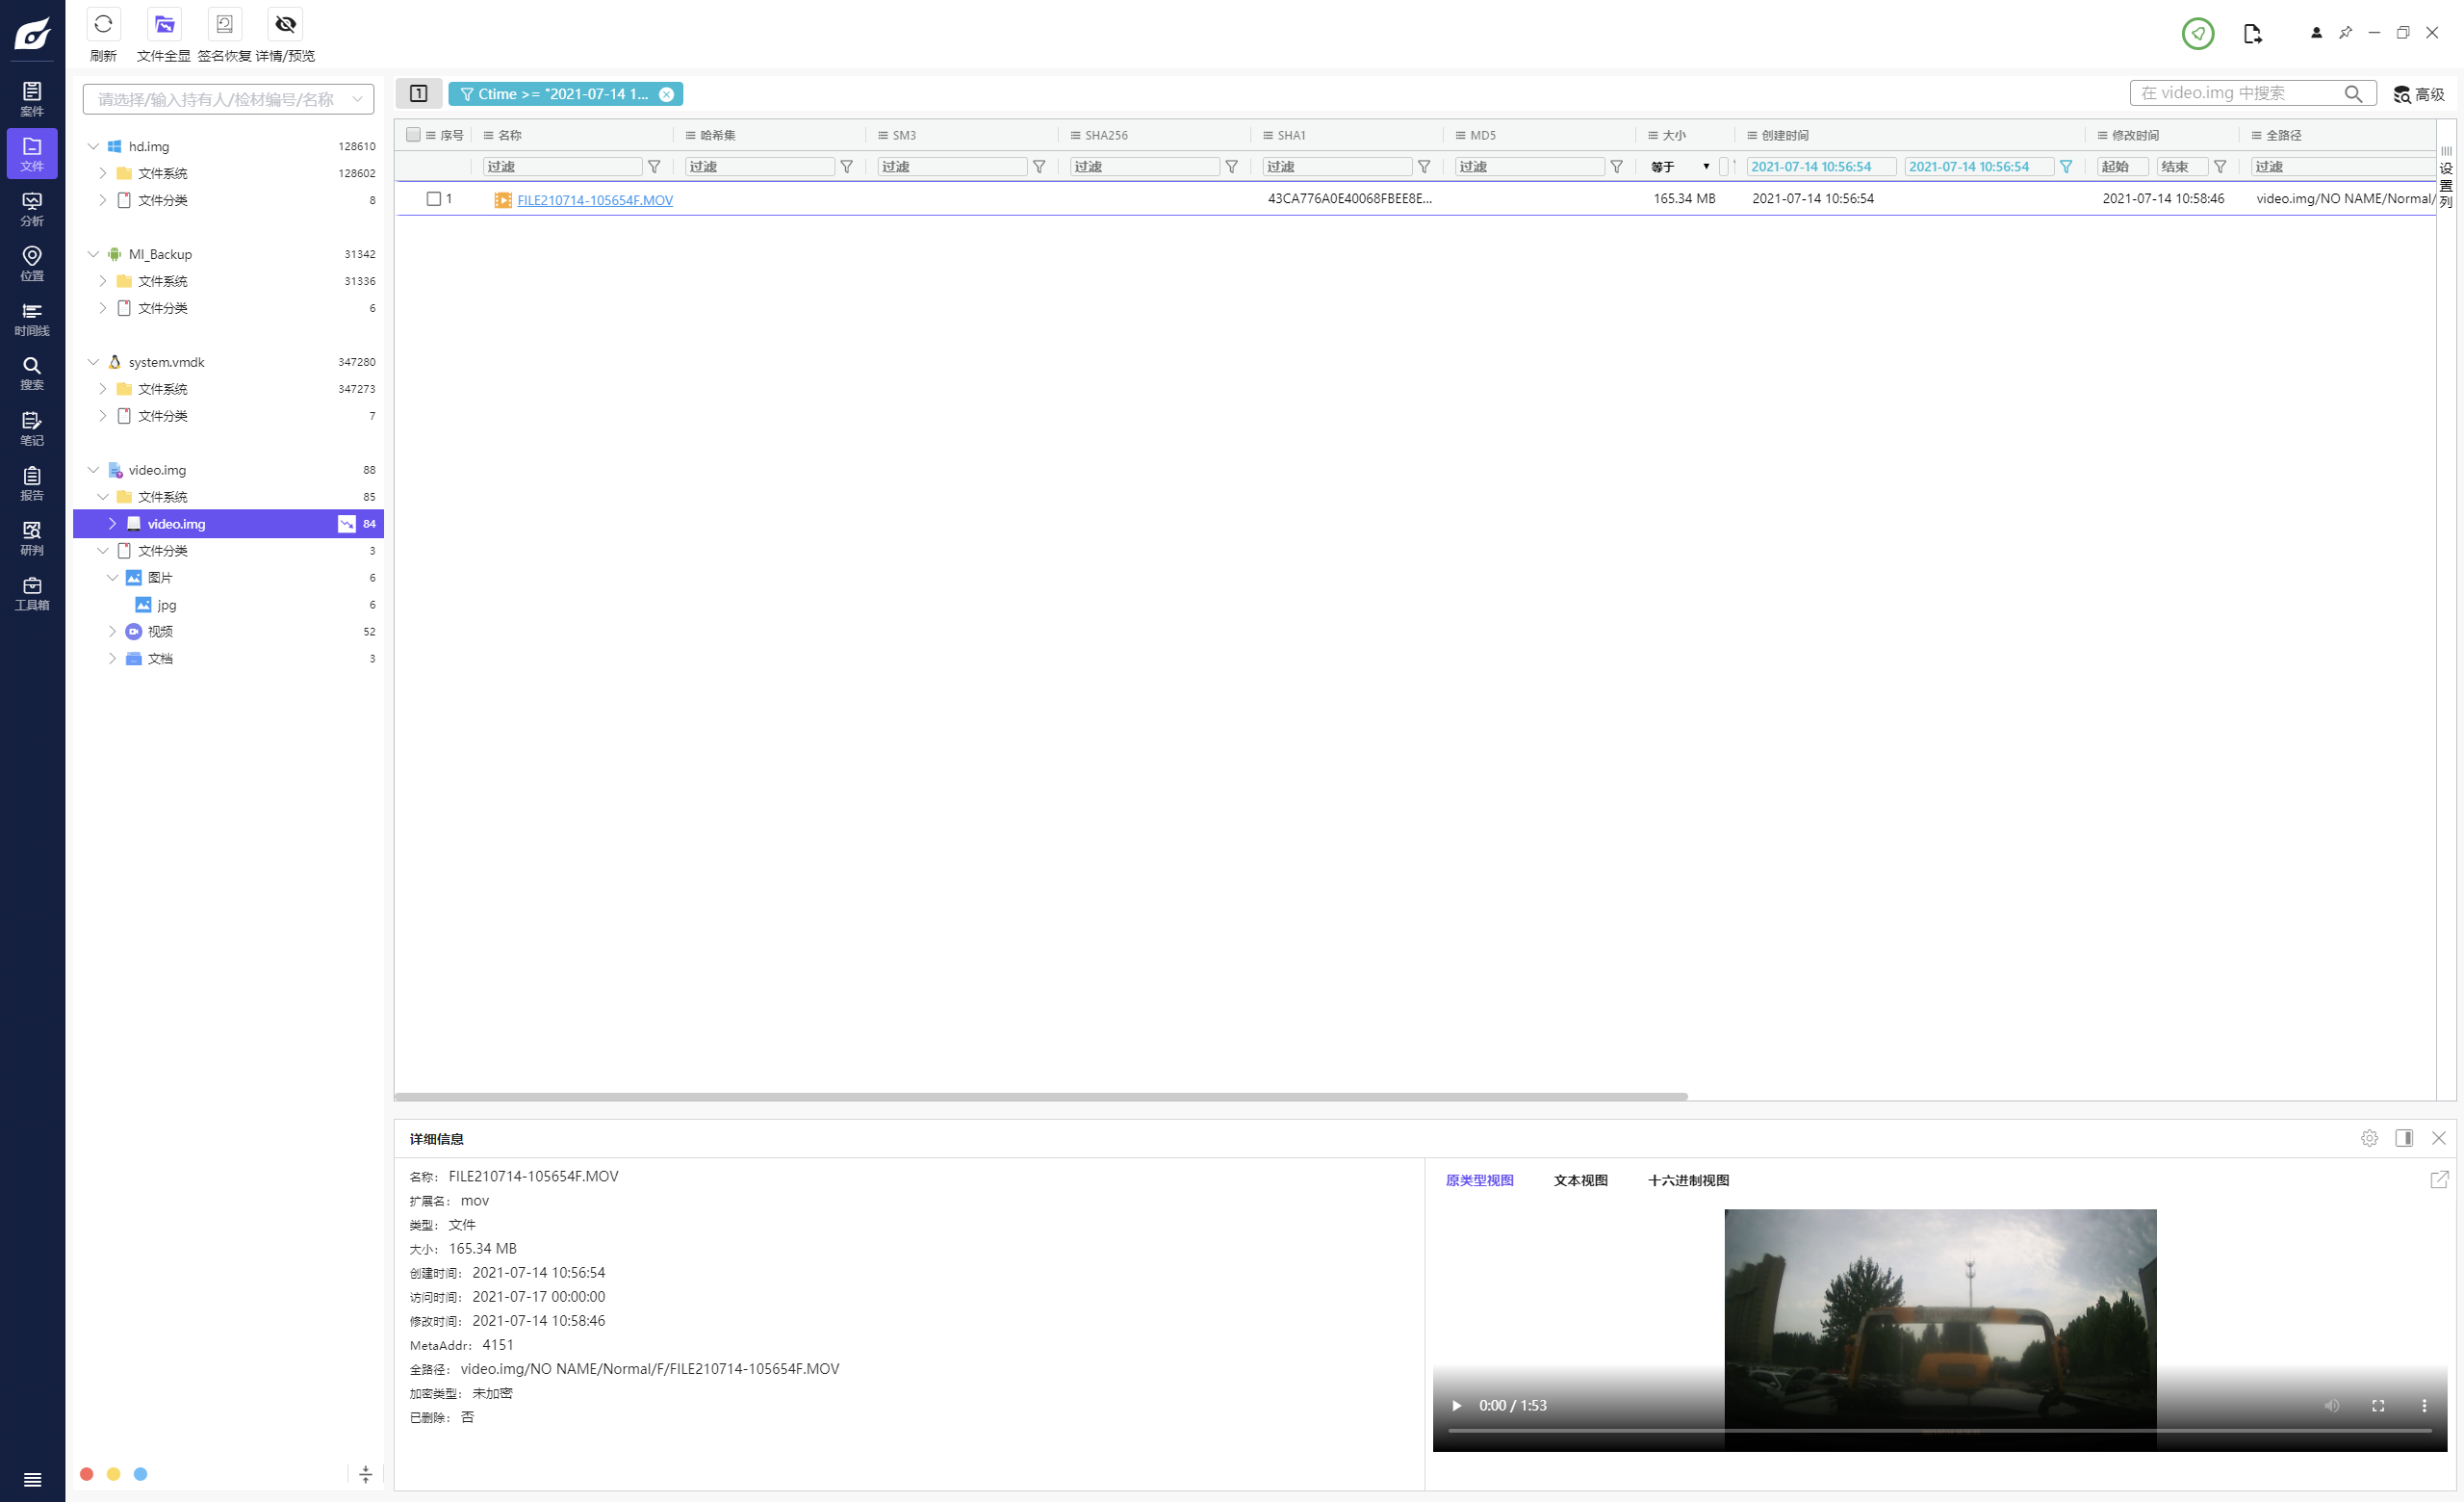 刷新
文件全显
签名恢复
详情/预览
案件
文件
分析
位置
时间线
搜索
笔记
报告
研判
工具箱
请选择/输入持有人/检材编号/名称
hd.img 128610
文件系统 128602
文件分类 8
MI_Backup 31342
文件系统 31336
文件分类 6
system.vmdk 347280
文件系统 347273
文件分类 7
video.img 88
文件系统 85
video.img 84
文件分类 3
图片 6
jpg 6
视频 52
文档 3
1
Ctime >= "2021-07-14 1...
在 video.img 中搜索
高级
序号 名称 哈希集 SM3 SHA256 SHA1 MD5 大小 创建时间 修改时间 全路径
过滤 过滤 过滤 过滤 过滤 过滤 等于 2021-07-14 10:56:54 2021-07-14 10:56:54 起始 结束 过滤
1 FILE210714-105654F.MOV 43CA776A0E40068FBEE8E... 165.34 MB 2021-07-14 10:56:54 2021-07-14 10:58:46 video.img/NO NAME/Normal/
设置列
详细信息
名称: FILE210714-105654F.MOV
扩展名: mov
类型: 文件
大小: 165.34 MB
创建时间: 2021-07-14 10:56:54
访问时间: 2021-07-17 00:00:00
修改时间: 2021-07-14 10:58:46
MetaAddr: 4151
全路径: video.img/NO NAME/Normal/F/FILE210714-105654F.MOV
加密类型: 未加密
已删除: 否
原类型视图 文本视图 十六进制视图
0:00 / 1:53